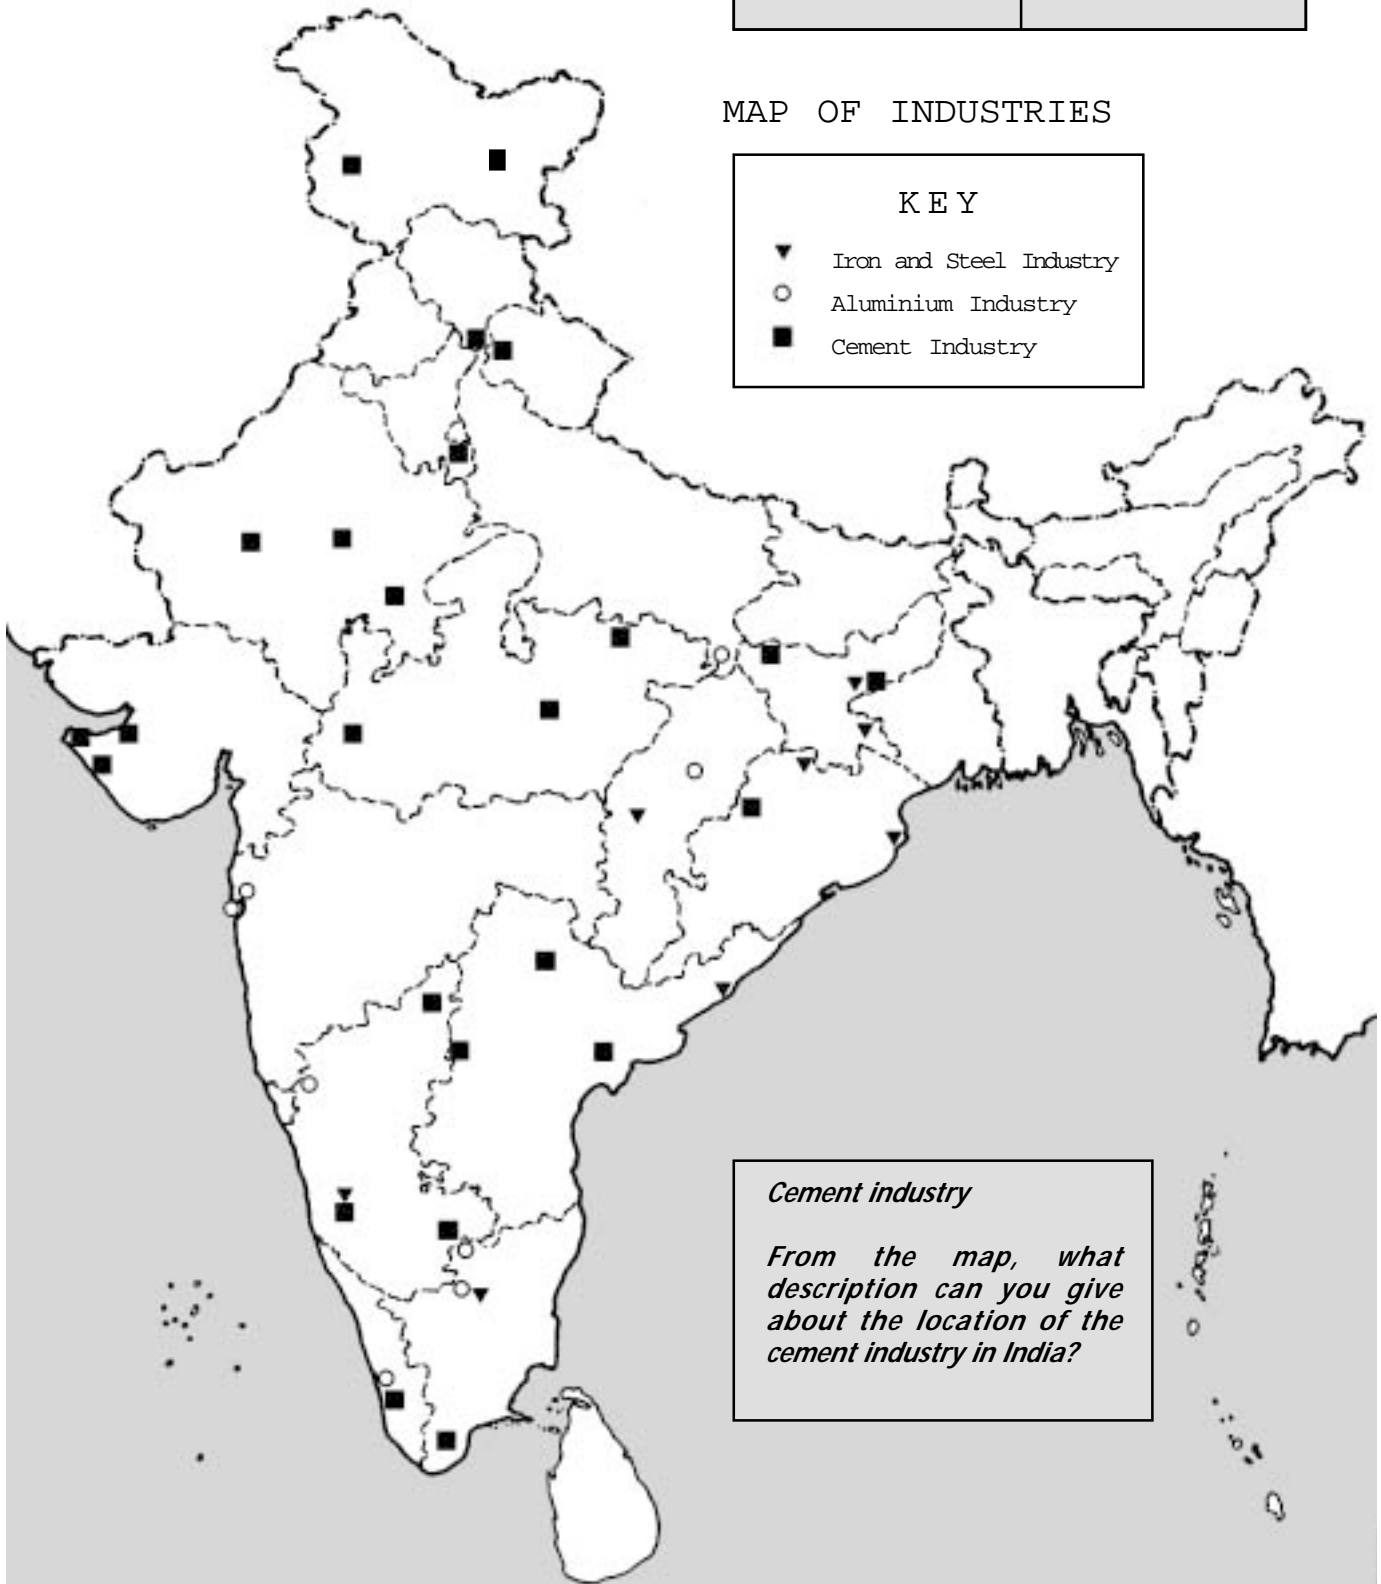 MAP OF INDUSTRIES
KEY
Iron and Steel Industry
Aluminium Industry
Cement Industry
Cement industry
From the map, what
description can you give
about the location of the
cement industry in India?